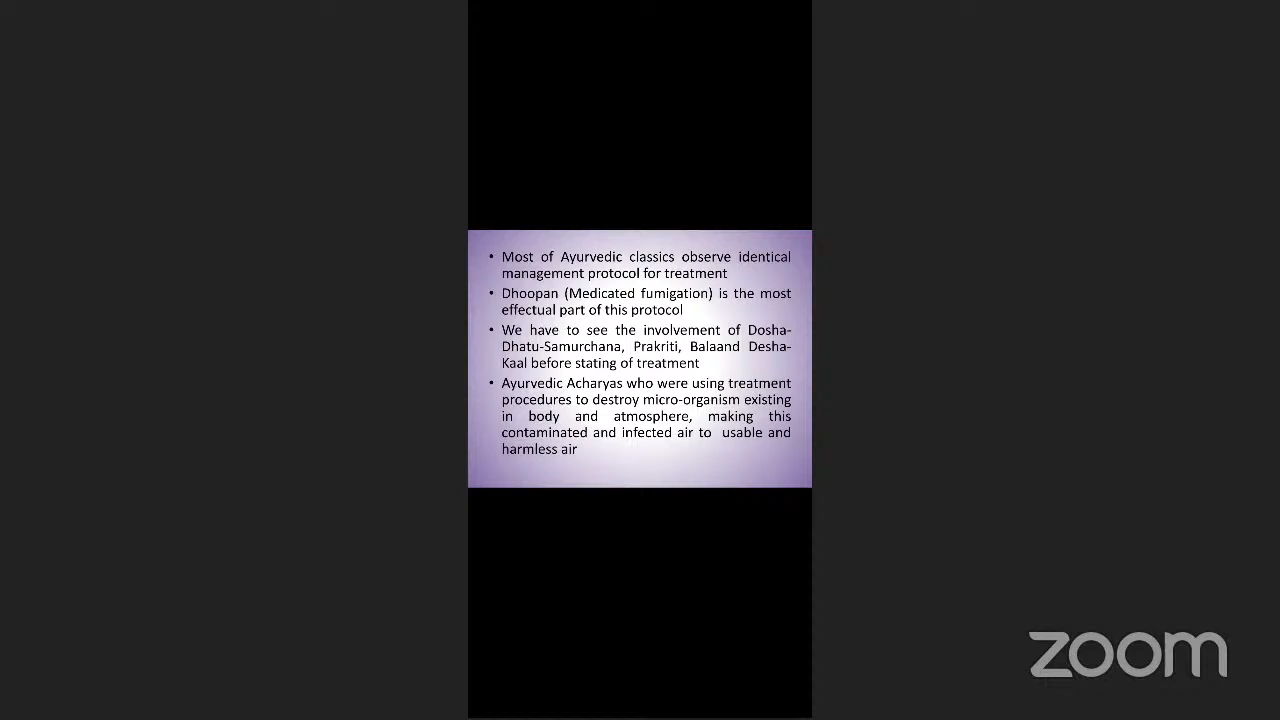 • Most of Ayurvedic classics observe identical
management protocol for treatment
• Dhoopan (Medicated fumigation) is the most
effectual part of this protocol
• We have to see the involvement of Dosha-
Dhatu-Samurchana, Prakriti, Balaand Desha-
Kaal before stating of treatment
• Ayurvedic Acharyas who were using treatment
procedures to destroy micro-organism existing
in body and atmosphere, making this
contaminated and infected air to usable and
harmless air
zoom